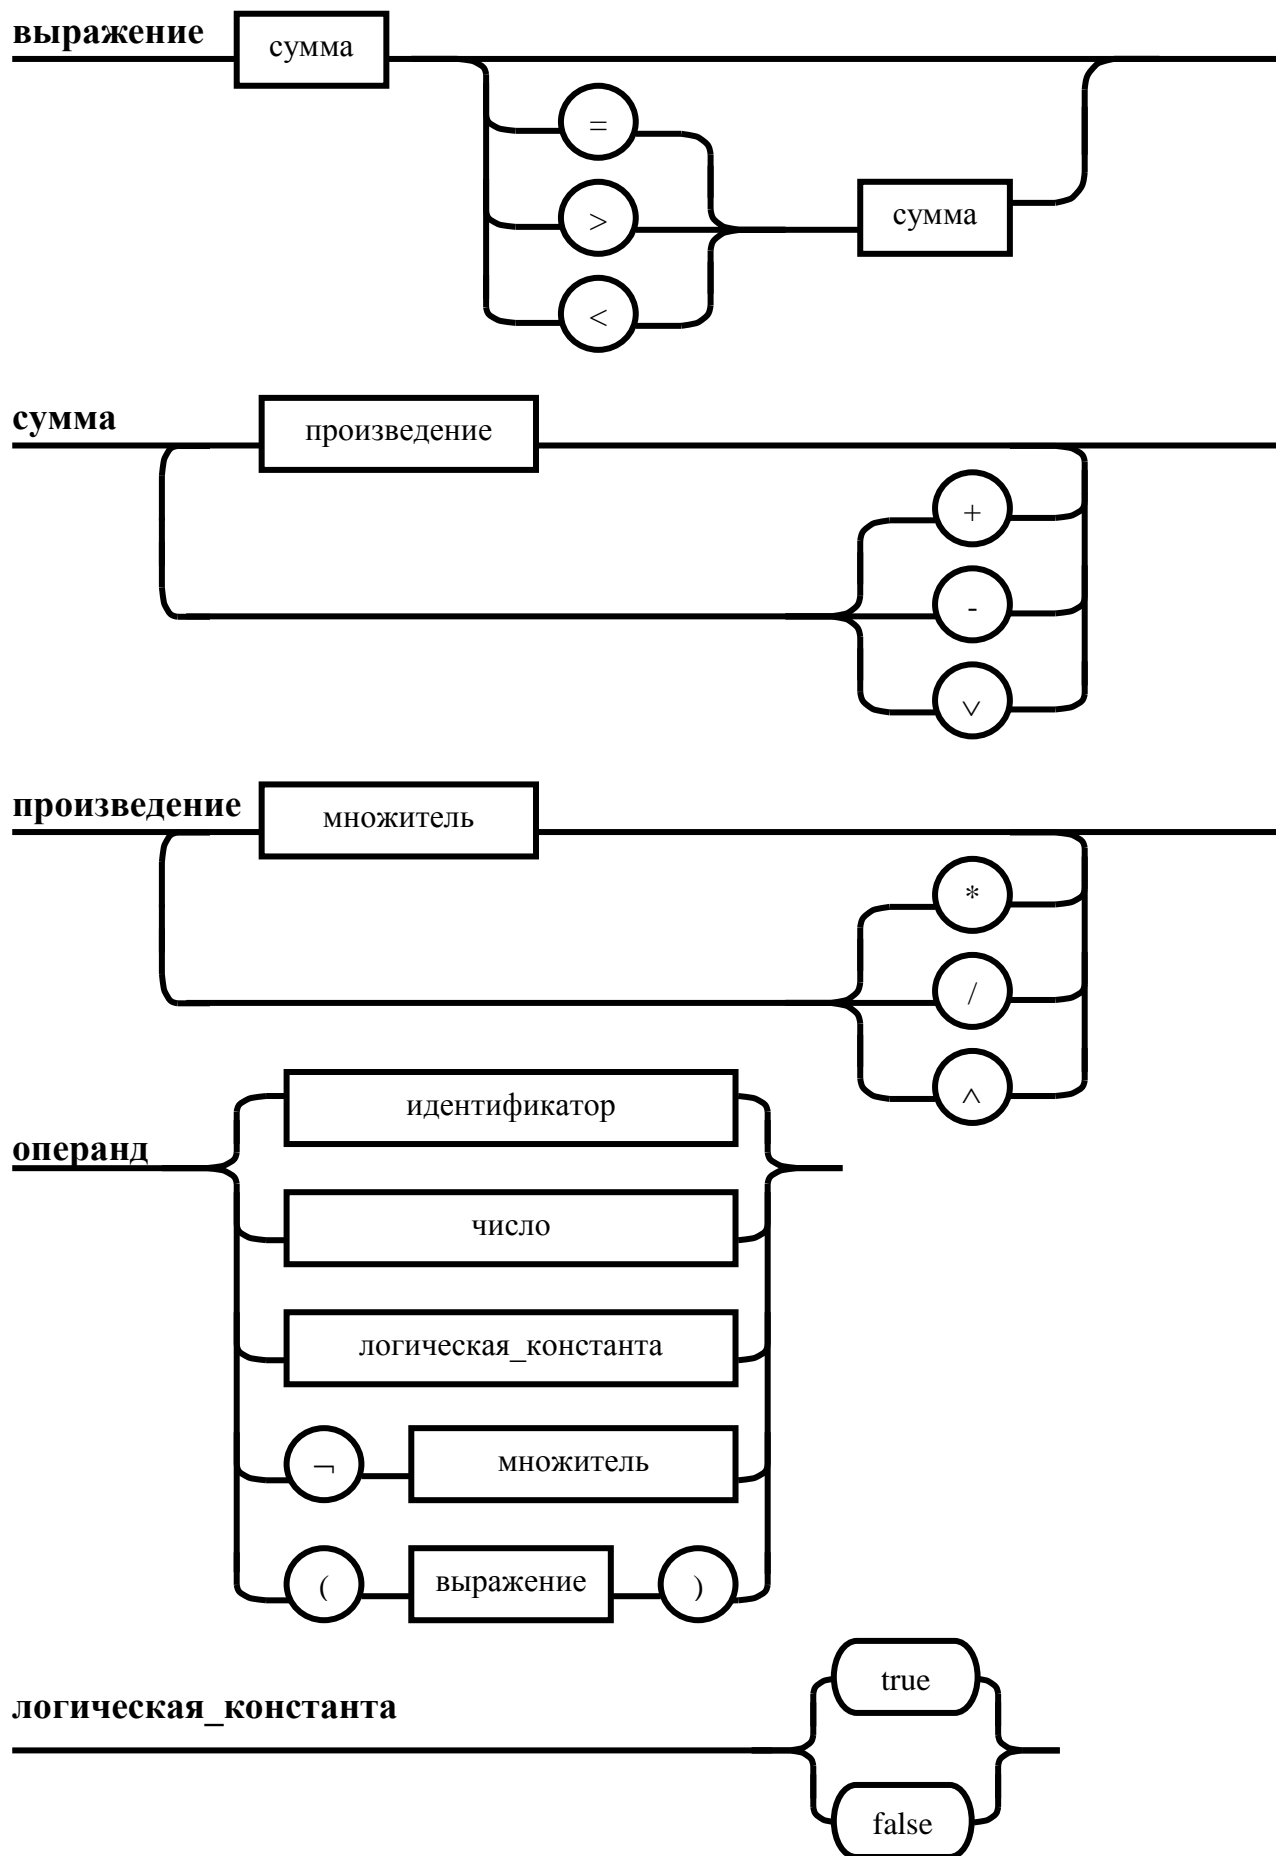 выражение
сумма
=
>
сумма
<
сумма
произведение
+
-
∨
произведение
множитель
*
/
^
идентификатор
операнд
число
логическая_константа
¬ множитель
( выражение )
true
логическая_константа
false